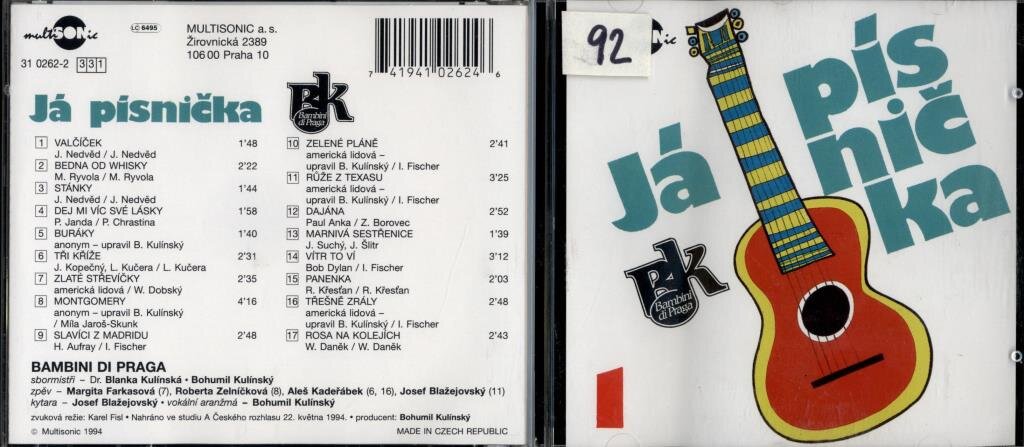 multiSONic
LC 6495
MULTISONIC a. s.
Žirovnická 2389
106 00 Praha 10
31 0262-2 331
7 41941 02624 6
Já písnička
BPK
Bambini
di Praga
1 VALČÍČEK 1'48
J. Nedvěd / J. Nedvěd
2 BEDNA OD WHISKY 2'22
M. Ryvola / M. Ryvola
3 STÁNKY 1'44
J. Nedvěd / J. Nedvěd
4 DEJ MI VÍC SVÉ LÁSKY 1'58
P. Janda / P. Chrastina
5 BURÁKY 1'40
anonym – upravil B. Kulínský
6 TŘI KŘÍŽE 2'31
J. Kopečný, L. Kučera / L. Kučera
7 ZLATÉ STŘEVÍČKY 2'35
americká lidová / W. Dobský
8 MONTGOMERY 4'16
anonym – upravil B. Kulínský
/ Míla Jaroš-Skunk
9 SLAVÍCI Z MADRIDU 2'48
H. Aufray / I. Fischer
10 ZELENÉ PLÁNĚ 2'41
americká lidová –
upravil B. Kulínský / I. Fischer
11 RŮŽE Z TEXASU 3'25
americká lidová –
upravil B. Kulínský / I. Fischer
12 DAJÁNA 2'52
Paul Anka / Z. Borovec
13 MARNIVÁ SESTŘENICE 1'39
J. Suchý, J. Šlitr
14 VÍTR TO VÍ 3'12
Bob Dylan / I. Fischer
15 PANENKA 2'03
R. Křesťan / R. Křesťan
16 TŘEŠNĚ ZRÁLY 2'48
americká lidová –
upravil B. Kulínský / I. Fischer
17 ROSA NA KOLEJÍCH 2'43
W. Daněk / W. Daněk
BAMBINI DI PRAGA
sbormistři – Dr. Blanka Kulínská • Bohumil Kulínský
zpěv – Margita Farkasová (7), Roberta Zelníčková (8), Aleš Kadeřábek (6, 16), Josef Blažejovský (11)
kytara – Josef Blažejovský • vokální aranžmá – Bohumil Kulínský
zvuková režie: Karel Fisl • Nahráno ve studiu A Českého rozhlasu 22. května 1994. • producent: Bohumil Kulínský
© Multisonic 1994 MADE IN CZECH REPUBLIC
92
nic
Já
pís
nič
ka
BPK
Bambini
di Praga
1